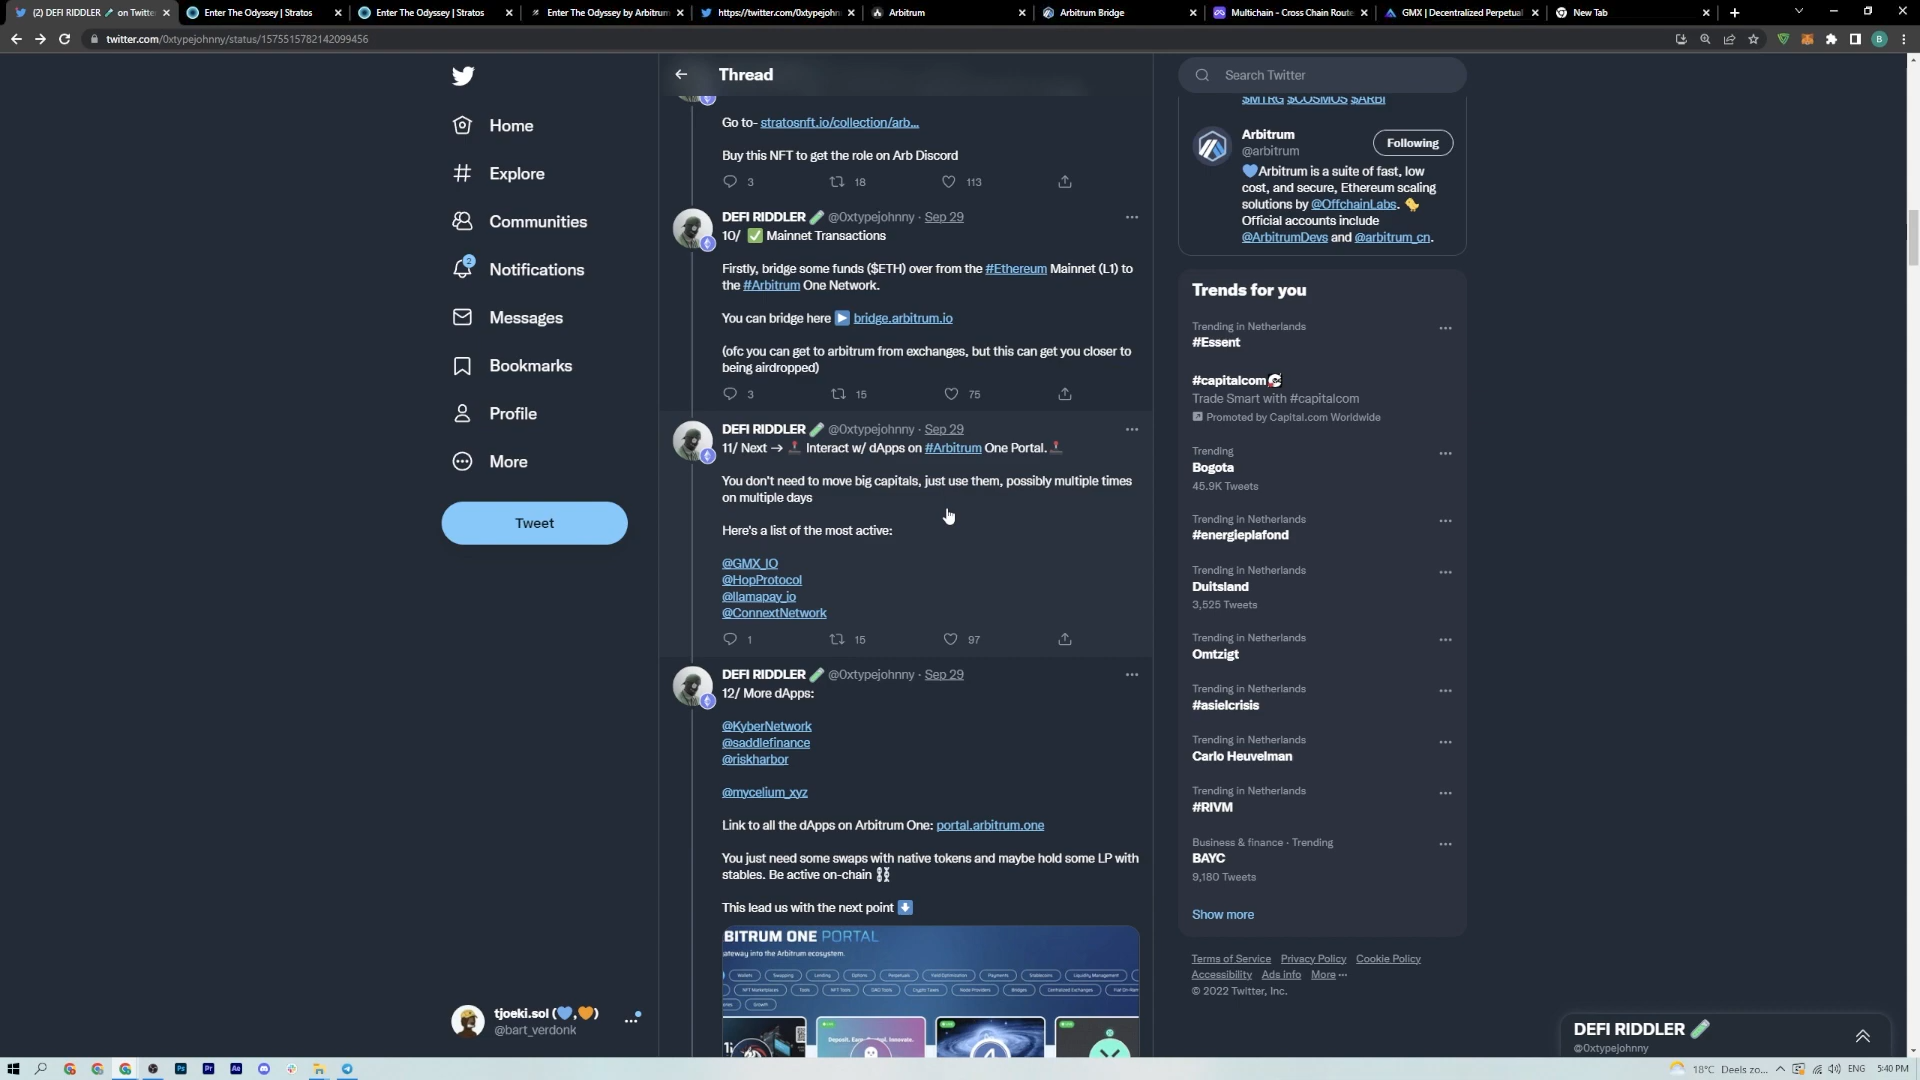 (2) DEFI RIDDLER on Twitte
Enter The Odyssey | Stratos
Enter The Odyssey | Stratos
Enter The Odyssey by Arbitrum
https://twitter.com/0xtypejohn
Arbitrum
Arbitrum Bridge
Multichain - Cross Chain Route
GMX | Decentralized Perpetual
New Tab
twitter.com/0xtypejohnny/status/1575515782142099456
B
Home
Explore
Communities
2
Notifications
Messages
Bookmarks
Profile
More
Tweet
tjoeki.sol (💙,🧡)
@bart_verdonk
Thread
Go to- stratosnft.io/collection/arb...
Buy this NFT to get the role on Arb Discord
3 18 113
DEFI RIDDLER @0xtypejohnny · Sep 29
10/ ✅ Mainnet Transactions
Firstly, bridge some funds ($ETH) over from the #Ethereum Mainnet (L1) to
the #Arbitrum One Network.
You can bridge here ▶️ bridge.arbitrum.io
(ofc you can get to arbitrum from exchanges, but this can get you closer to
being airdropped)
3 15 75
DEFI RIDDLER @0xtypejohnny · Sep 29
11/ Next → 🕹️ Interact w/ dApps on #Arbitrum One Portal.🕹️
You don't need to move big capitals, just use them, possibly multiple times
on multiple days
Here's a list of the most active:
@GMX_IO
@HopProtocol
@llamapay_io
@ConnextNetwork
1 15 97
DEFI RIDDLER @0xtypejohnny · Sep 29
12/ More dApps:
@KyberNetwork
@saddlefinance
@riskharbor
@mycelium_xyz
Link to all the dApps on Arbitrum One: portal.arbitrum.one
You just need some swaps with native tokens and maybe hold some LP with
stables. Be active on-chain ⛓️
This lead us with the next point ⬇️
BITRUM ONE PORTAL
ateway into the Arbitrum ecosystem.
Search Twitter
$MTRG $COSMOS $ARBI
Arbitrum
@arbitrum
Following
💙Arbitrum is a suite of fast, low
cost, and secure, Ethereum scaling
solutions by @OffchainLabs. 🐤
Official accounts include
@ArbitrumDevs and @arbitrum_cn.
Trends for you
Trending in Netherlands
#Essent
#capitalcom
Trade Smart with #capitalcom
Promoted by Capital.com Worldwide
Trending
Bogota
45.9K Tweets
Trending in Netherlands
#energieplafond
Trending in Netherlands
Duitsland
3,525 Tweets
Trending in Netherlands
Omtzigt
Trending in Netherlands
#asielcrisis
Trending in Netherlands
Carlo Heuvelman
Trending in Netherlands
#RIVM
Business & finance · Trending
BAYC
9,180 Tweets
Show more
Terms of Service Privacy Policy Cookie Policy
Accessibility Ads info More ···
© 2022 Twitter, Inc.
DEFI RIDDLER
@0xtypejohnny
18°C Deels zo... ENG 5:40 PM